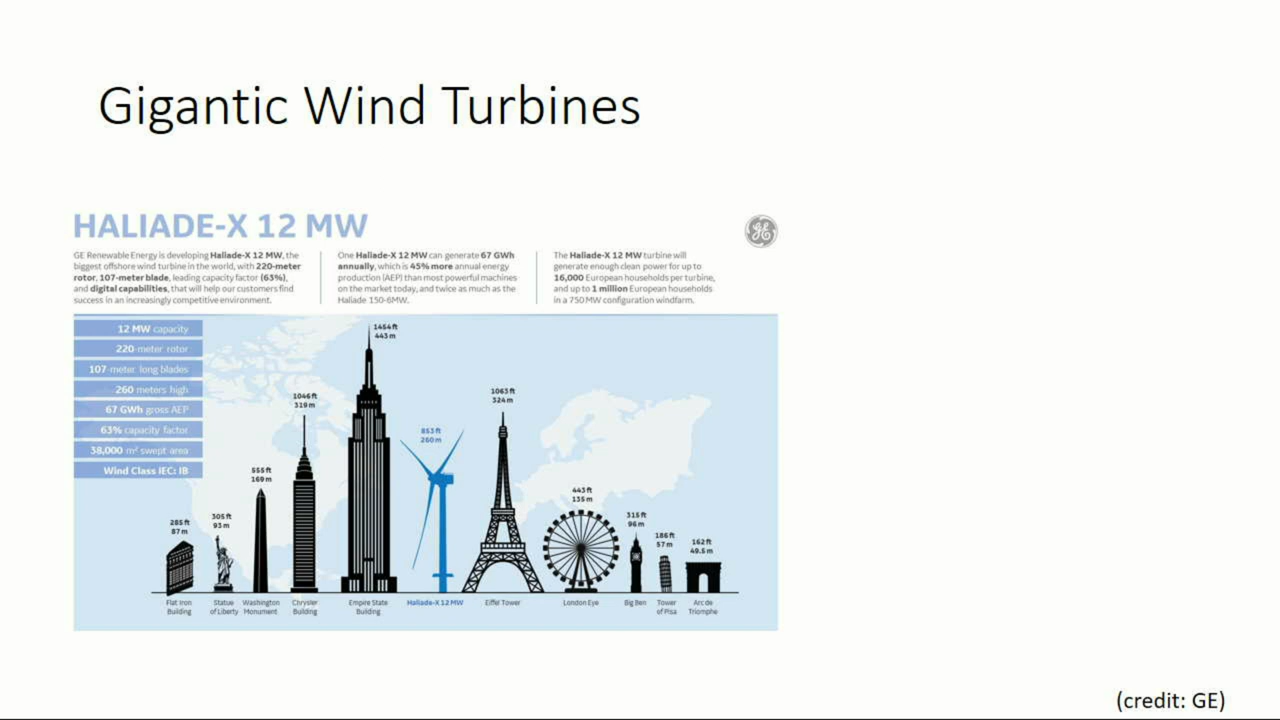 Gigantic Wind Turbines
HALIADE-X 12 MW
GE
GE Renewable Energy is developing Haliade-X 12 MW, the
biggest offshore wind turbine in the world, with 220-meter
rotor, 107-meter blade, leading capacity factor (63%),
and digital capabilities, that will help our customers find
success in an increasingly competitive environment.
One Haliade-X 12 MW can generate 67 GWh
annually, which is 45% more annual energy
production (AEP) than most powerful machines
on the market today, and twice as much as the
Haliade 150-6MW.
The Haliade-X 12 MW turbine will
generate enough clean power for up to
16,000 European households per turbine,
and up to 1 million European households
in a 750 MW configuration windfarm.
12 MW capacity
220-meter rotor
107-meter long blades
260 meters high
67 GWh gross AEP
63% capacity factor
38,000 m² swept area
Wind Class IEC: IB
285 ft
87 m
305 ft
93 m
555 ft
169 m
1046 ft
319 m
1454 ft
443 m
853 ft
260 m
1063 ft
324 m
443 ft
135 m
315 ft
96 m
186 ft
57 m
162 ft
49.5 m
Flat Iron
Building
Statue
of Liberty
Washington
Monument
Chrysler
Building
Empire State
Building
Haliade-X 12 MW
Eiffel Tower
London Eye
Big Ben
Tower
of Pisa
Arc de
Triomphe
(credit: GE)